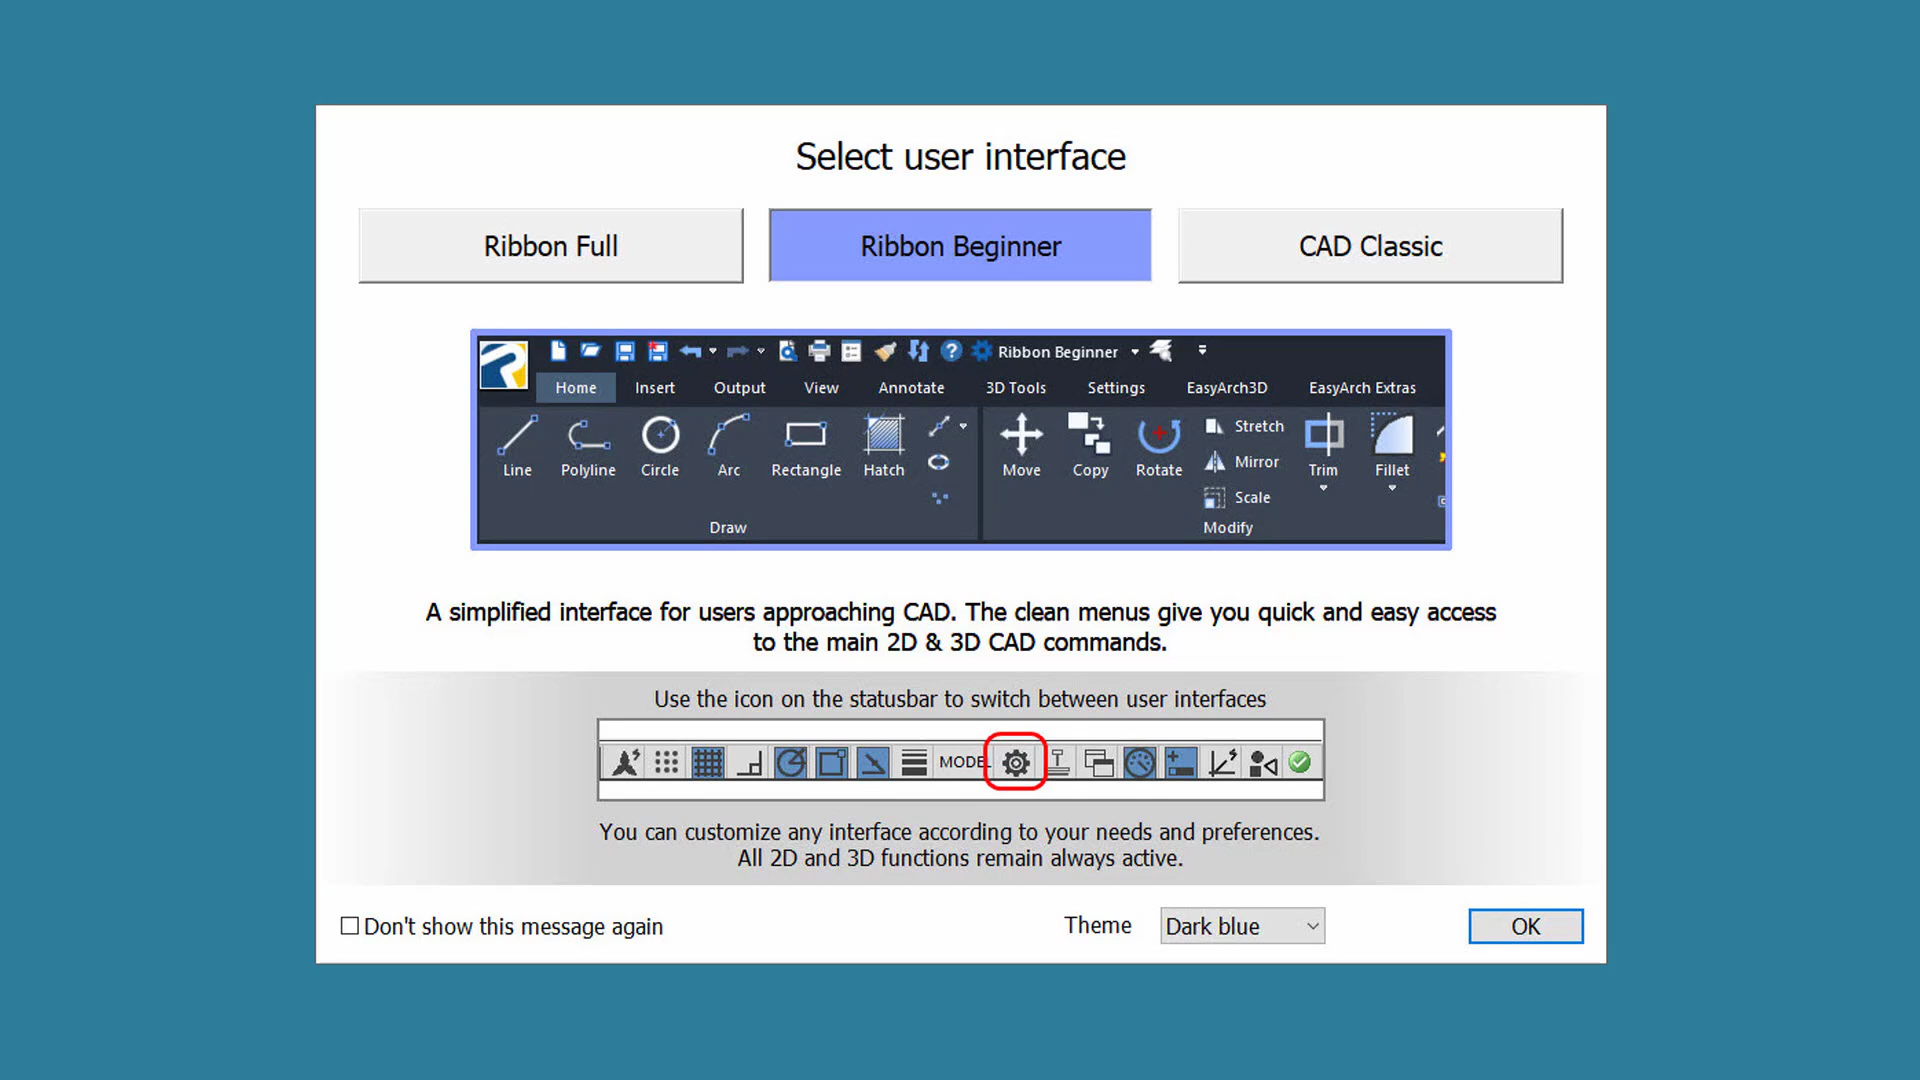 Select user interface
Ribbon Full
Ribbon Beginner
CAD Classic
Ribbon Beginner
Home Insert Output View Annotate 3D Tools Settings EasyArch3D EasyArch Extras
Line Polyline Circle Arc Rectangle Hatch
Draw
Move Copy Rotate
Stretch
Mirror
Scale
Trim Fillet
Modify
A simplified interface for users approaching CAD. The clean menus give you quick and easy access
to the main 2D & 3D CAD commands.
Use the icon on the statusbar to switch between user interfaces
MODEL
You can customize any interface according to your needs and preferences.
All 2D and 3D functions remain always active.
Don't show this message again
Theme
Dark blue
OK